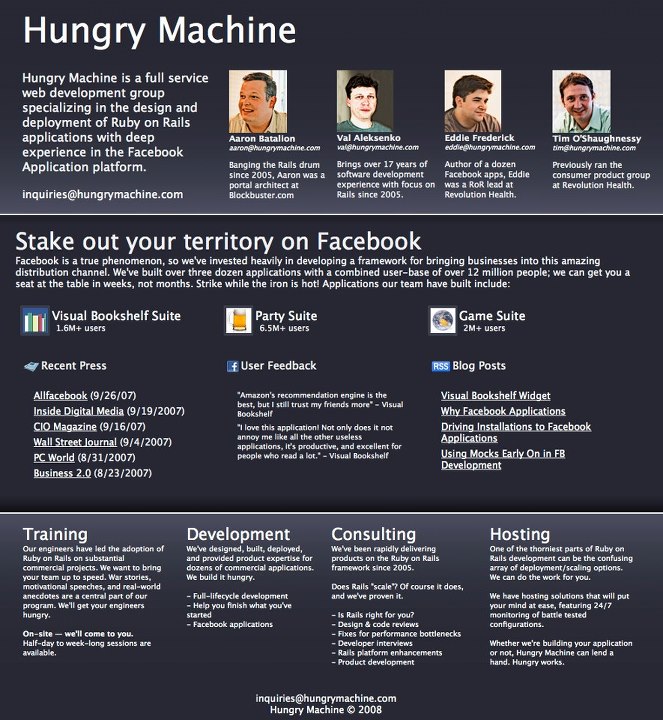 Hungry Machine
Hungry Machine is a full service
web development group
specializing in the design and
deployment of Ruby on Rails
applications with deep
experience in the Facebook
Application platform.
inquiries@hungrymachine.com
Aaron Batalion
aaron@hungrymachine.com
Banging the Rails drum
since 2005, Aaron was a
portal architect at
Blockbuster.com
Val Aleksenko
val@hungrymachine.com
Brings over 17 years of
software development
experience with focus on
Rails since 2005.
Eddie Frederick
eddie@hungrymachine.com
Author of a dozen
Facebook apps, Eddie
was a RoR lead at
Revolution Health.
Tim O'Shaughnessy
tim@hungrymachine.com
Previously ran the
consumer product group
at Revolution Health.
Stake out your territory on Facebook
Facebook is a true phenomenon, so we've invested heavily in developing a framework for bringing businesses into this amazing
distribution channel. We've built over three dozen applications with a combined user-base of over 12 million people; we can get you a
seat at the table in weeks, not months. Strike while the iron is hot! Applications our team have built include:
Visual Bookshelf Suite
1.6M+ users
Party Suite
6.5M+ users
Game Suite
2M+ users
Recent Press
Allfacebook (9/26/07)
Inside Digital Media (9/19/2007)
CIO Magazine (9/16/07)
Wall Street Journal (9/4/2007)
PC World (8/31/2007)
Business 2.0 (8/23/2007)
f User Feedback
"Amazon's recommendation engine is the
best, but I still trust my friends more" - Visual
Bookshelf
"I love this application! Not only does it not
annoy me like all the other useless
applications, it's productive, and excellent for
people who read a lot." - Visual Bookshelf
RSS Blog Posts
Visual Bookshelf Widget
Why Facebook Applications
Driving Installations to Facebook
Applications
Using Mocks Early On in FB
Development
Training
Our engineers have led the adoption of
Ruby on Rails on substantial
commercial projects. We want to bring
your team up to speed. War stories,
motivational speeches, and real-world
anecdotes are a central part of our
program. We'll get your engineers
hungry.
On-site — we'll come to you.
Half-day to week-long sessions are
available.
Development
We've designed, built, deployed,
and provided product expertise for
dozens of commercial applications.
We build it hungry.
- Full-lifecycle development
- Help you finish what you've
started
- Facebook applications
Consulting
We've been rapidly delivering
products on the Ruby on Rails
framework since 2005.
Does Rails "scale"? Of course it does,
and we've proven it.
- Is Rails right for you?
- Design & code reviews
- Fixes for performance bottlenecks
- Developer interviews
- Rails platform enhancements
- Product development
Hosting
One of the thorniest parts of Ruby on
Rails development can be the confusing
array of deployment/scaling options.
We can do the work for you.
We have hosting solutions that will put
your mind at ease, featuring 24/7
monitoring of battle tested
configurations.
Whether we're building your application
or not, Hungry Machine can lend a
hand. Hungry works.
inquiries@hungrymachine.com
Hungry Machine © 2008